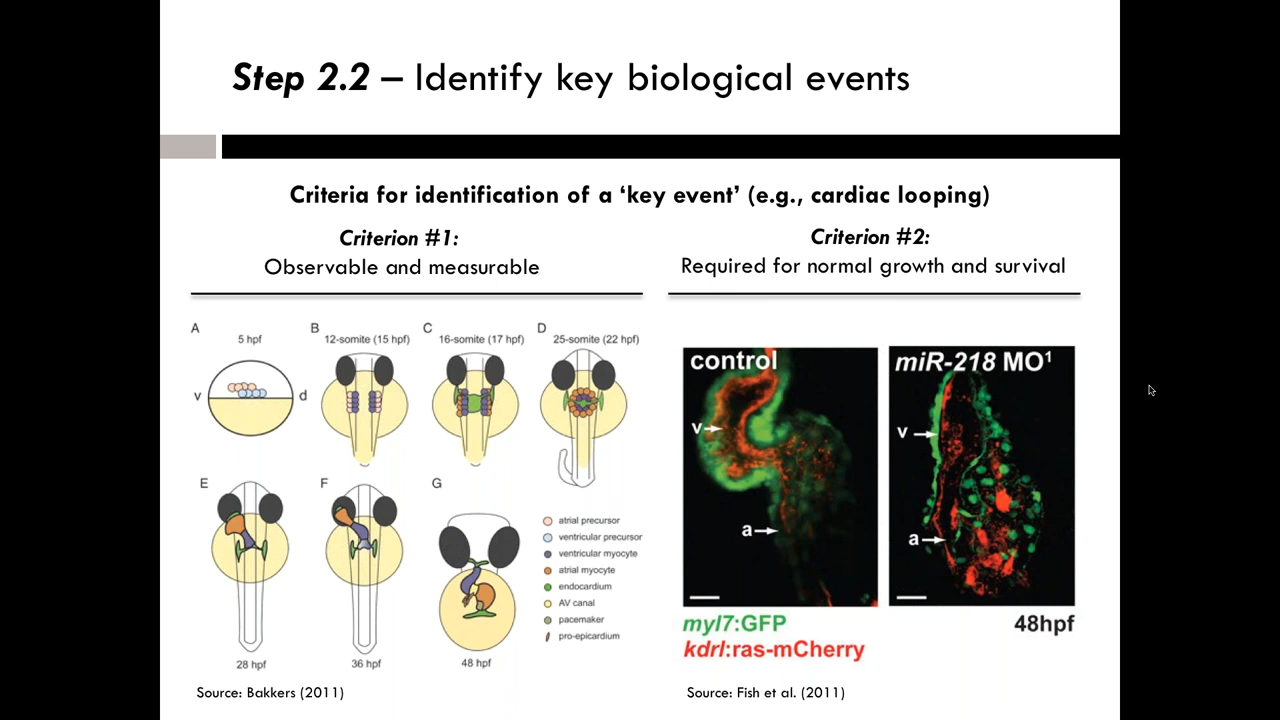 Step 2.2 – Identify key biological events
Criteria for identification of a ‘key event’ (e.g., cardiac looping)
Criterion #1:
Observable and measurable
Criterion #2:
Required for normal growth and survival
A
5 hpf
B
12-somite (15 hpf)
C
16-somite (17 hpf)
D
25-somite (22 hpf)
v
d
E
F
G
28 hpf
36 hpf
48 hpf
atrial precursor
ventricular precursor
ventricular myocyte
atrial myocyte
endocardium
AV canal
pacemaker
pro-epicardium
Source: Bakkers (2011)
control
v
a
miR-218 MO¹
v
a
myl7:GFP
48hpf
kdrl:ras-mCherry
Source: Fish et al. (2011)